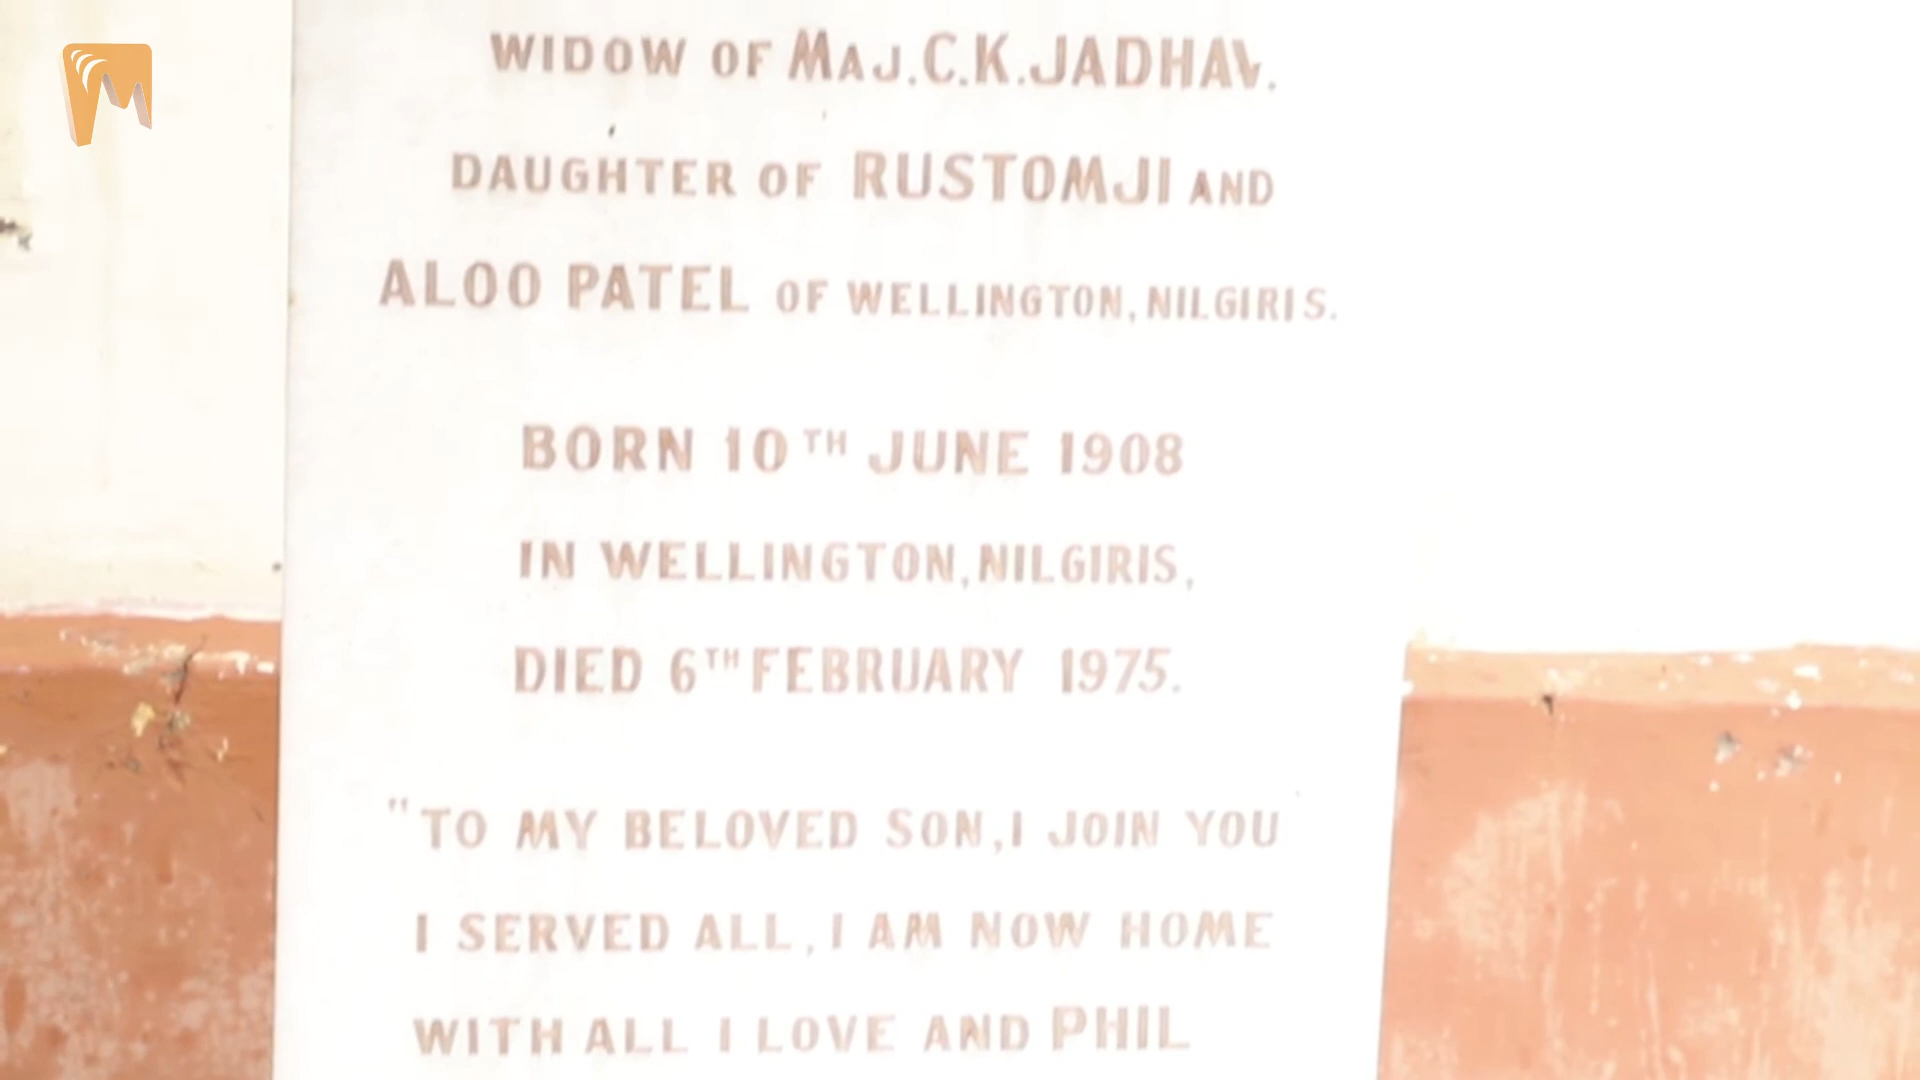 WIDOW OF MAJ.C.K.JADHAV.
DAUGHTER OF RUSTOMJI AND
ALOO PATEL OF WELLINGTON, NILGIRIS.
BORN 10TH JUNE 1908
IN WELLINGTON, NILGIRIS,
DIED 6TH FEBRUARY 1975.
"TO MY BELOVED SON, I JOIN YOU
I SERVED ALL, I AM NOW HOME
WITH ALL I LOVE AND PHIL